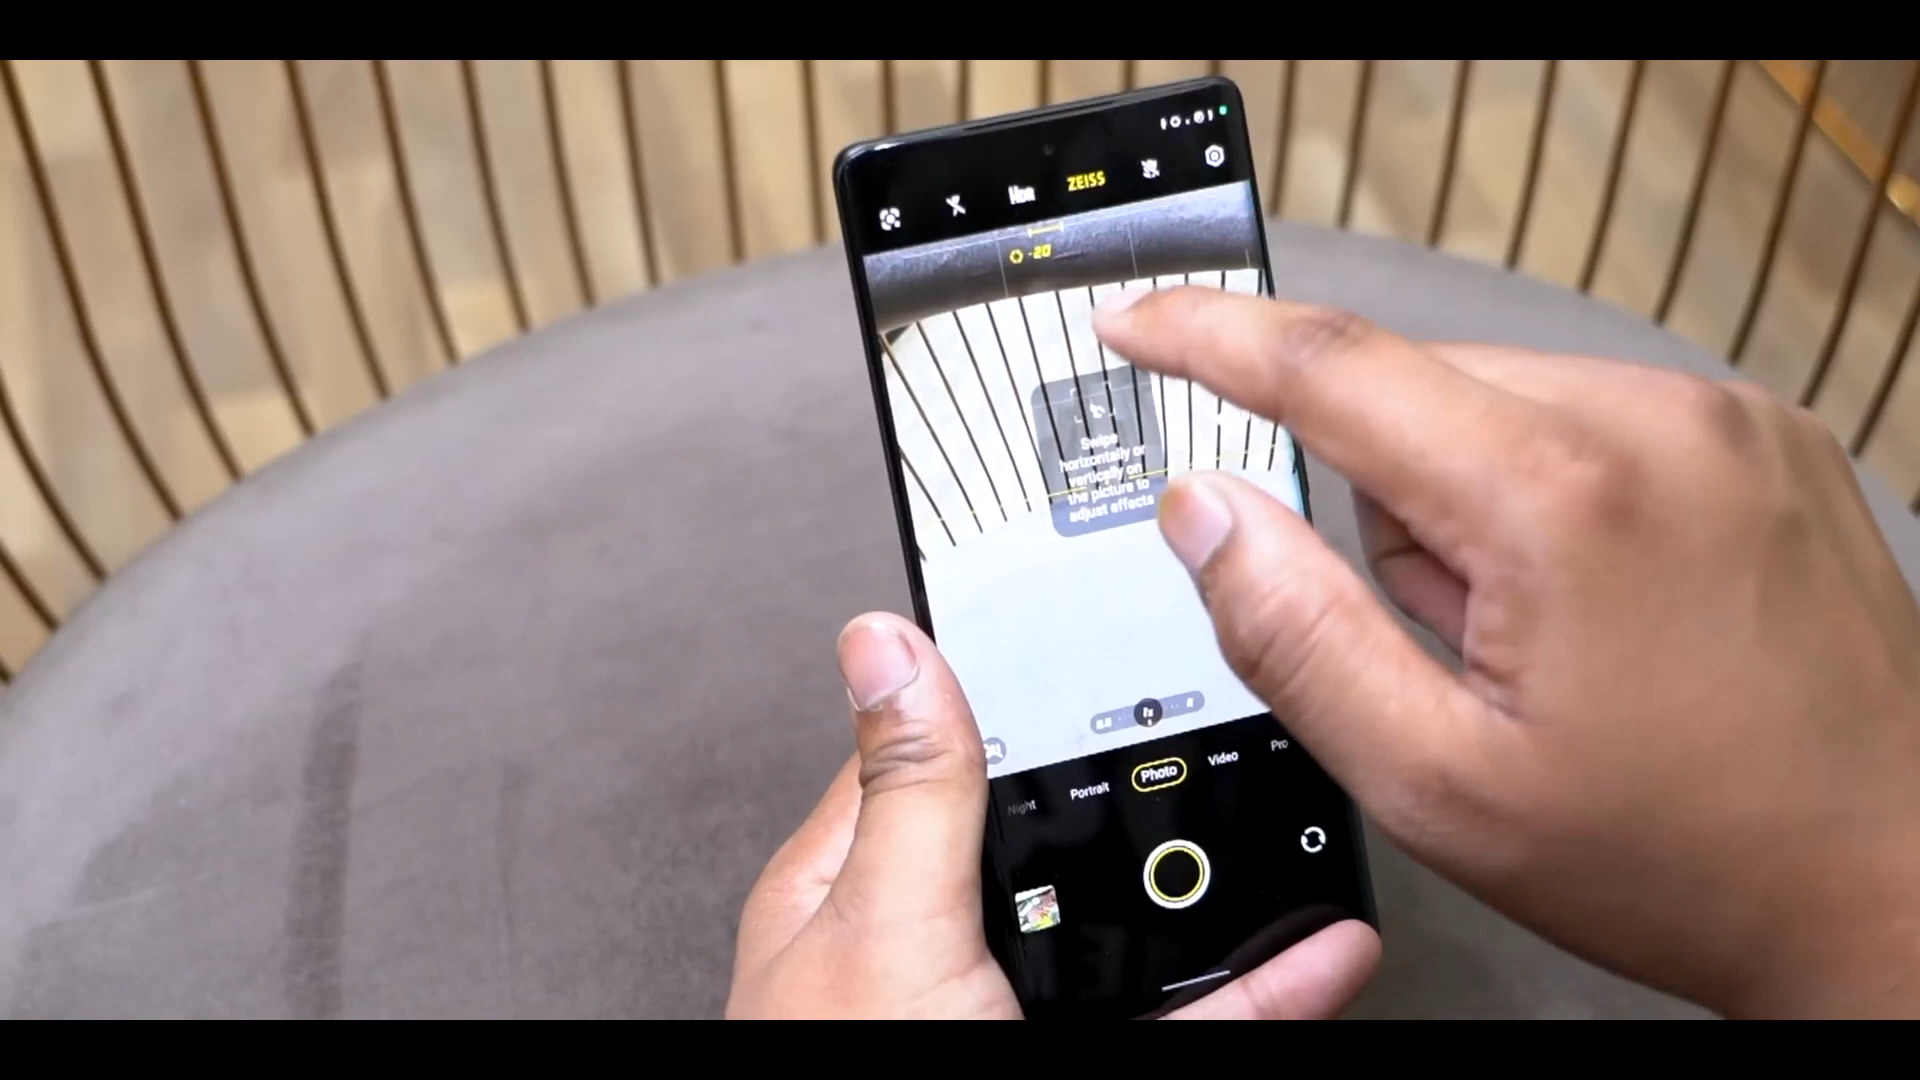 ZEISS
-20
Swipe
horizontally or
vertically on
the picture to
adjust effects
Night
Portrait
Photo
Video
Pro